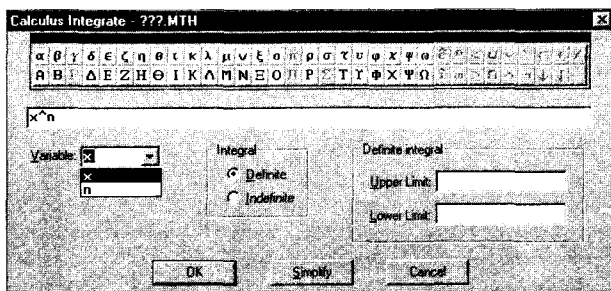 Calculus Integrate - ???.MTH
α β γ δ ε ζ η θ ι κ λ μ ν ξ ο π ρ σ τ υ φ χ ψ ω
Α Β Γ Δ Ε Ζ Η Θ Ι Κ Λ Μ Ν Ξ Ο Π Ρ Σ Τ Υ Φ Χ Ψ Ω
x^n
Variable: x
x
n
Integral
Definite
Indefinite
Definite integral
Upper Limit:
Lower Limit:
OK Simplify Cancel